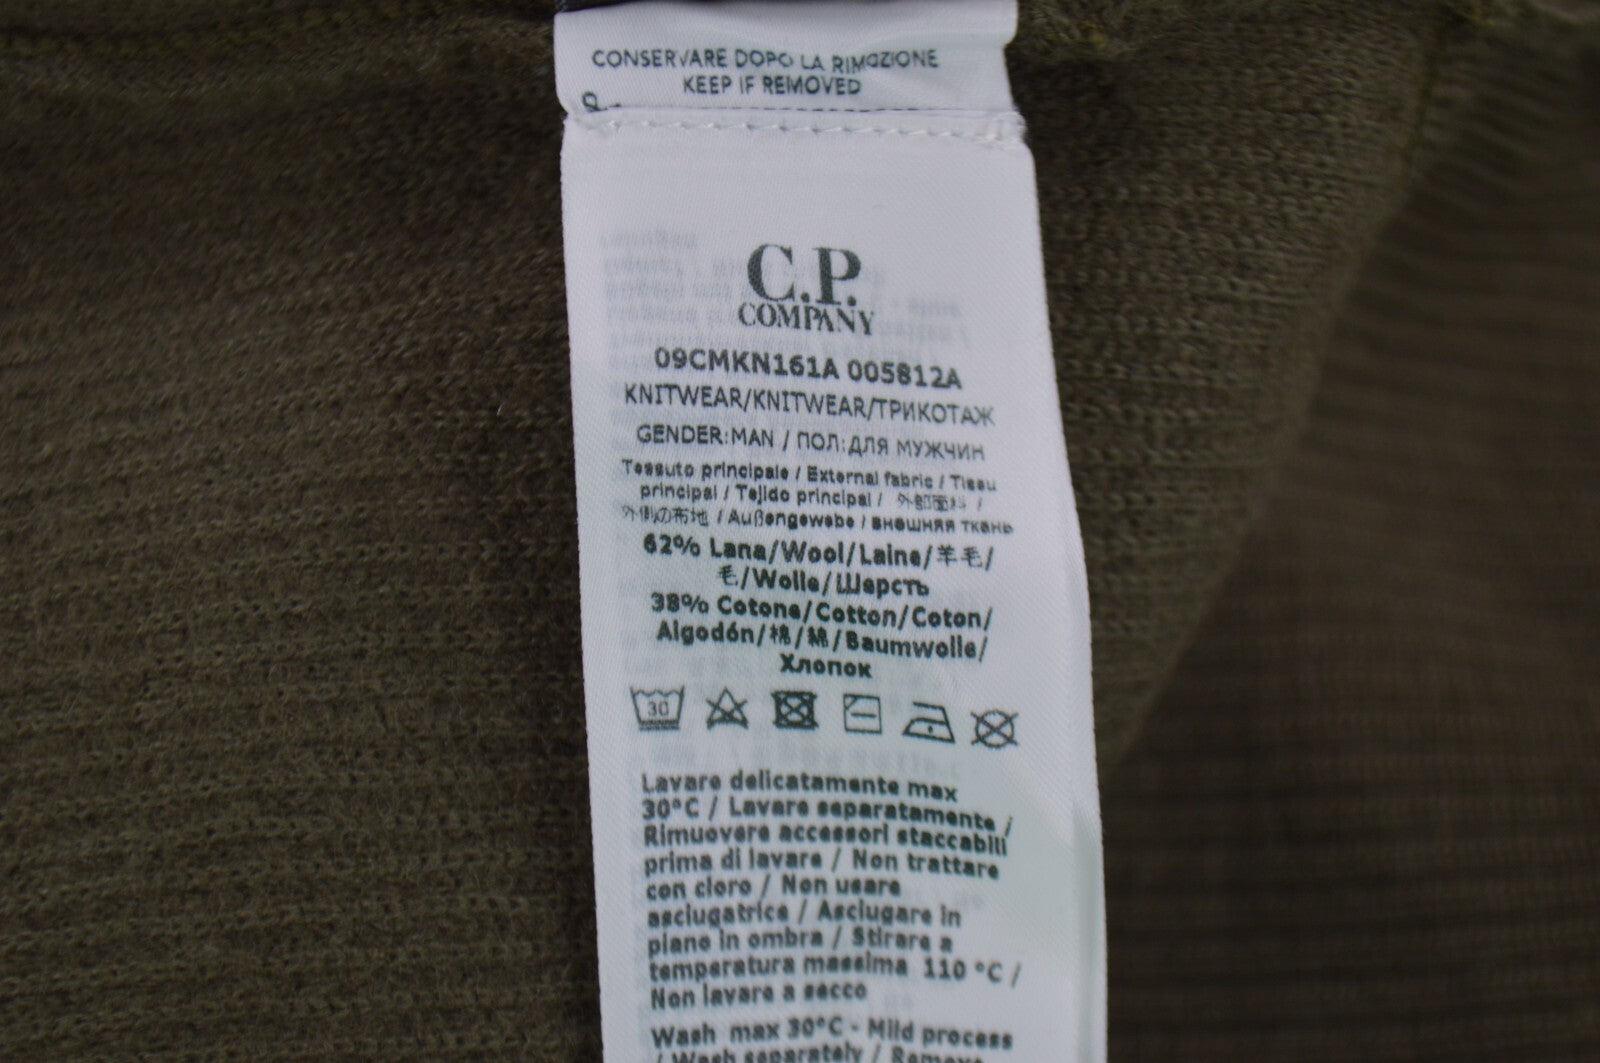 CONSERVARE DOPO LA RIMOZIONE
KEEP IF REMOVED
C.P.
COMPANY
09CMKN161A 005812A
KNITWEAR/KNITWEAR/ТРИКОТАЖ
GENDER:MAN / ПОЛ:ДЛЯ МУЖЧИН
Tessuto principale / External fabric / Tissu
principal / Tejido principal / 外部面料 /
外側の布地 / Außengewebe / внешняя ткань
62% Lana/Wool/Laine/羊毛/
毛/Wolle/Шерсть
38% Cotone/Cotton/Coton/
Algodón/棉/綿/Baumwolle/
Хлопок
30
Lavare delicatamente max
30°C / Lavare separatamente /
Rimuovere accessori staccabili
prima di lavare / Non trattare
con cloro / Non usare
asciugatrice / Asciugare in
piano in ombra / Stirare a
temperatura massima 110 °C /
Non lavare a secco
Wash max 30°C - Mild process
/ Wash separately / Remove